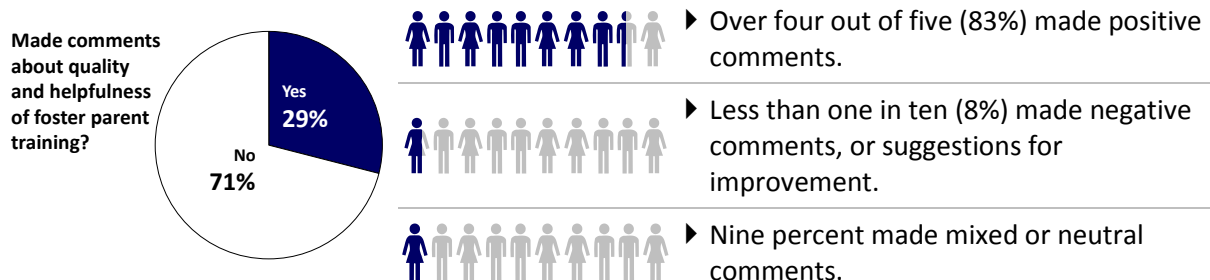 Made comments
about quality
and helpfulness
of foster parent
training?
Yes
29%
No
71%
Over four out of five (83%) made positive
comments.
Less than one in ten (8%) made negative
comments, or suggestions for
improvement.
Nine percent made mixed or neutral
comments.